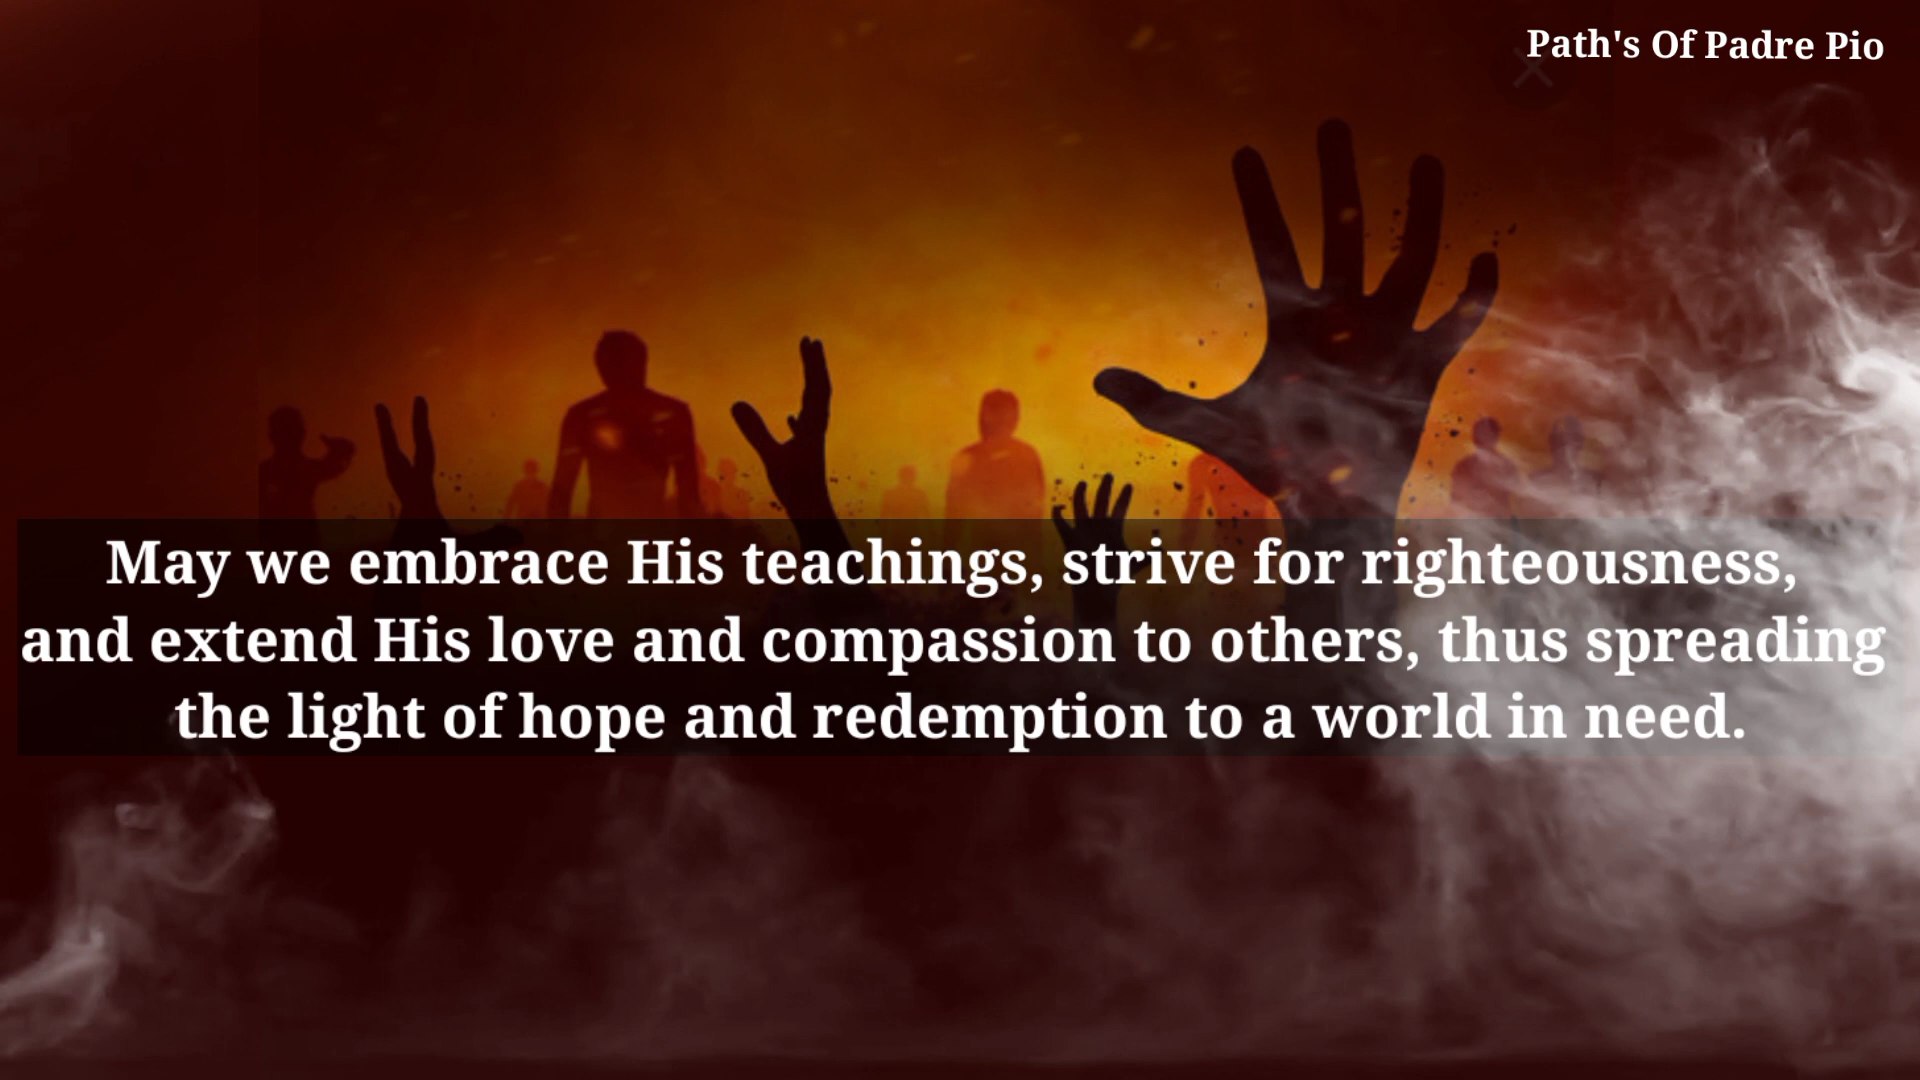 Path's Of Padre Pio
May we embrace His teachings, strive for righteousness,
and extend His love and compassion to others, thus spreading
the light of hope and redemption to a world in need.